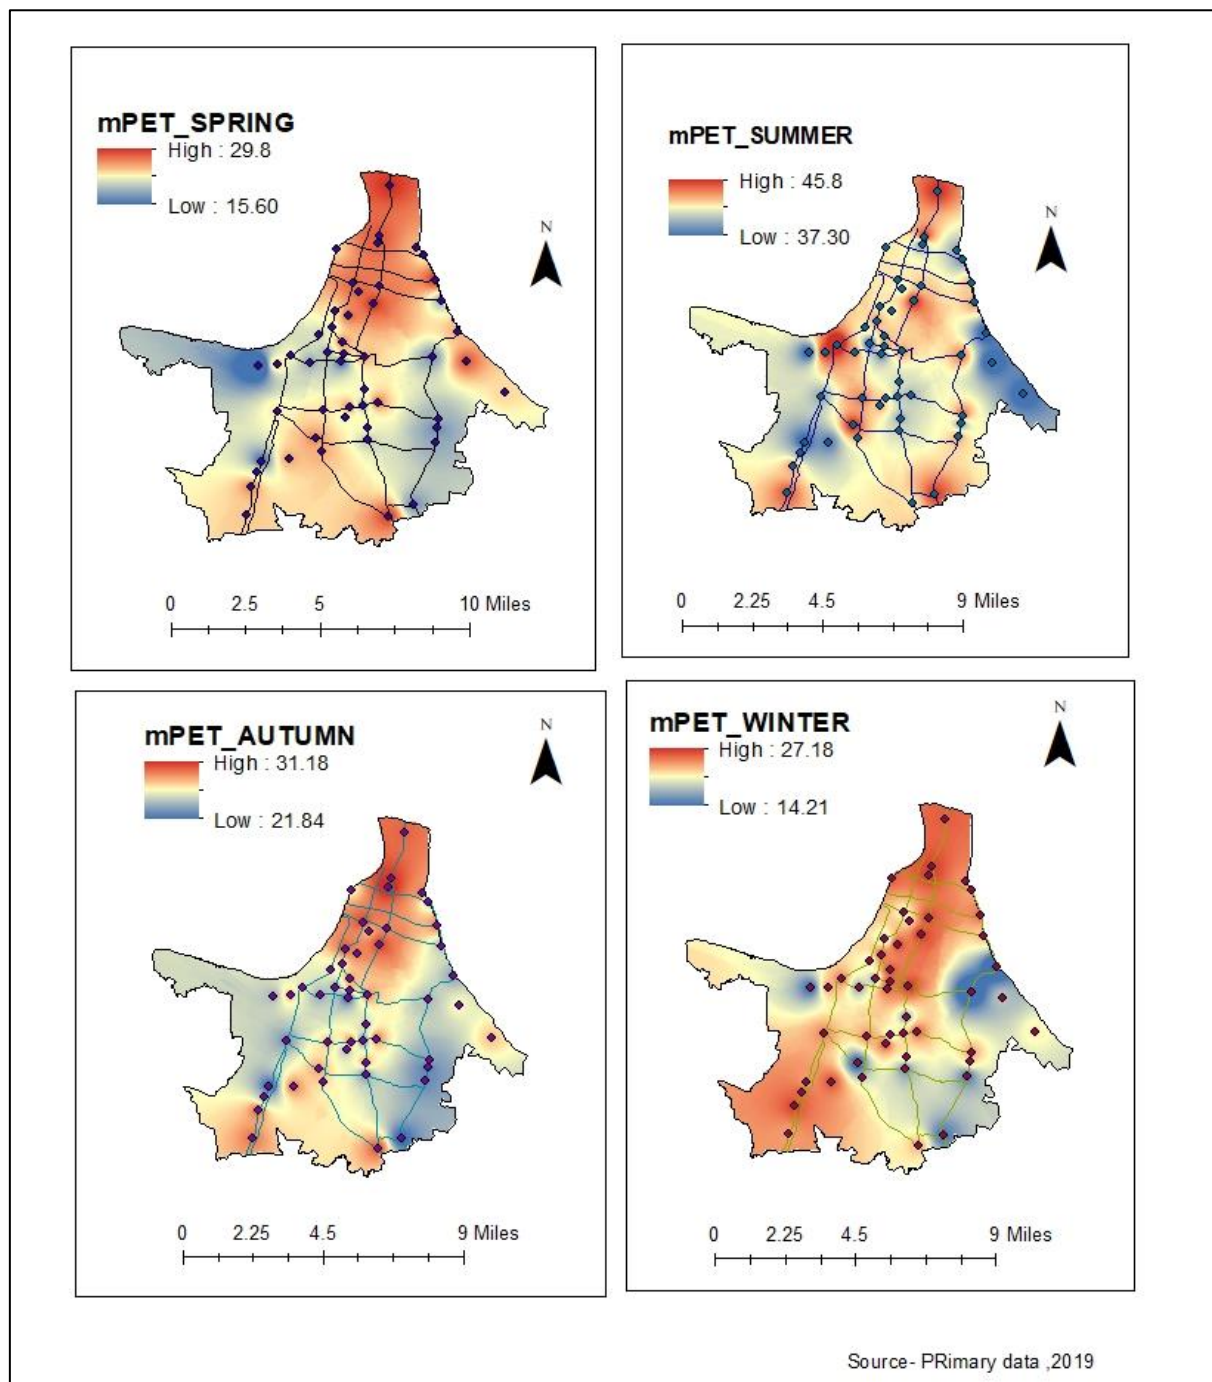 mPET_SPRING
High : 29.8
Low : 15.60
N
0 2.5 5 10 Miles
mPET_SUMMER
High : 45.8
Low : 37.30
N
0 2.25 4.5 9 Miles
mPET_AUTUMN
High : 31.18
Low : 21.84
N
0 2.25 4.5 9 Miles
mPET_WINTER
High : 27.18
Low : 14.21
N
0 2.25 4.5 9 Miles
Source- PRimary data ,2019